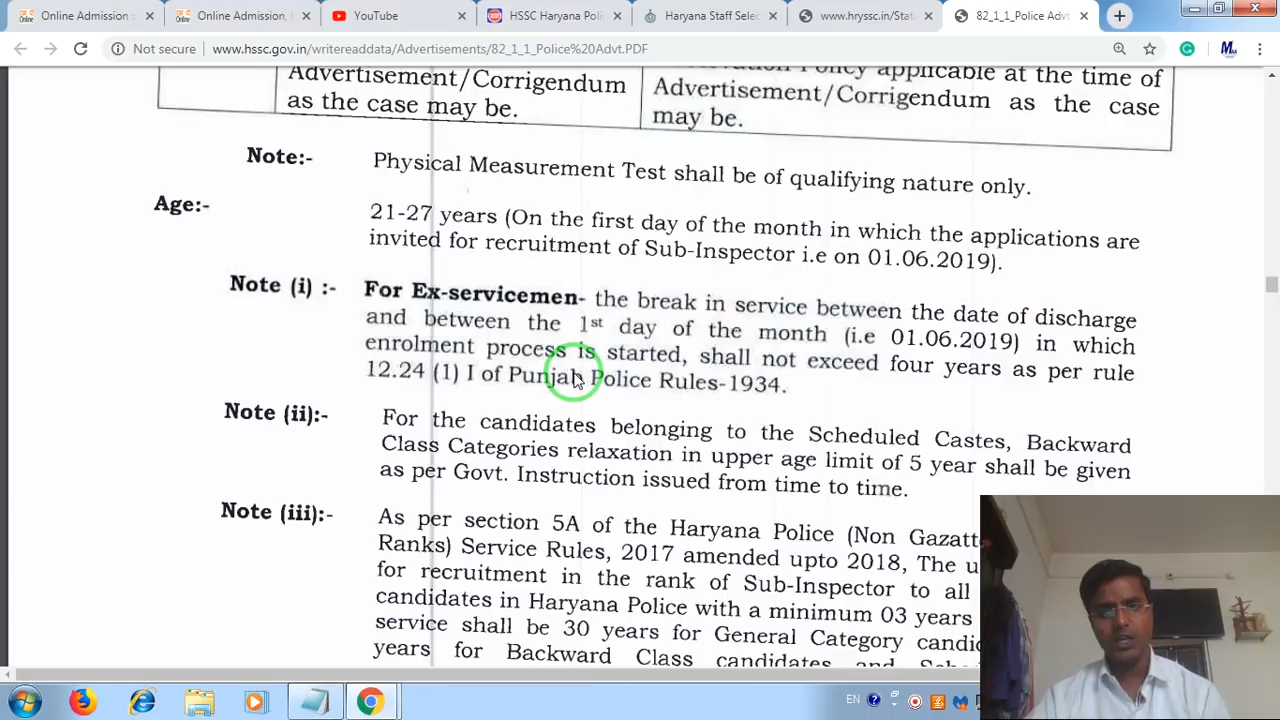 Online Admission &
Online Admission, I
YouTube
HSSC Haryana Poli
Haryana Staff Selec
www.hryssc.in/Stat
82_1_1_Police Advt
Not secure | www.hssc.gov.in/writereaddata/Advertisements/82_1_1_Police%20Advt.PDF
Advertisement/Corrigendum
as the case may be.
Policy applicable at the time of
Advertisement/Corrigendum as the case
may be.
Note:- Physical Measurement Test shall be of qualifying nature only.
Age:- 21-27 years (On the first day of the month in which the applications are
invited for recruitment of Sub-Inspector i.e on 01.06.2019).
Note (i) :- For Ex-servicemen- the break in service between the date of discharge
and between the 1st day of the month (i.e 01.06.2019) in which
enrolment process is started, shall not exceed four years as per rule
12.24 (1) I of Punjab Police Rules-1934.
Note (ii):- For the candidates belonging to the Scheduled Castes, Backward
Class Categories relaxation in upper age limit of 5 year shall be given
as per Govt. Instruction issued from time to time.
Note (iii):- As per section 5A of the Haryana Police (Non Gazatt
Ranks) Service Rules, 2017 amended upto 2018, The u
for recruitment in the rank of Sub-Inspector to all
candidates in Haryana Police with a minimum 03 years
service shall be 30 years for General Category candi
years for Backward Class candidates and Sch
EN